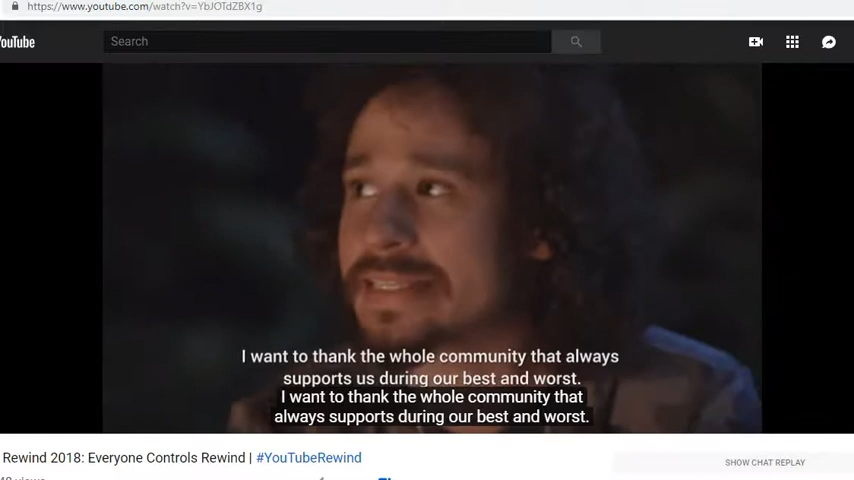 https://www.youtube.com/watch?v=YbJOTdZBX1g
YouTube
Search
I want to thank the whole community that always
supports us during our best and worst.
I want to thank the whole community that
always supports during our best and worst.
Rewind 2018: Everyone Controls Rewind | #YouTubeRewind
SHOW CHAT REPLAY
views